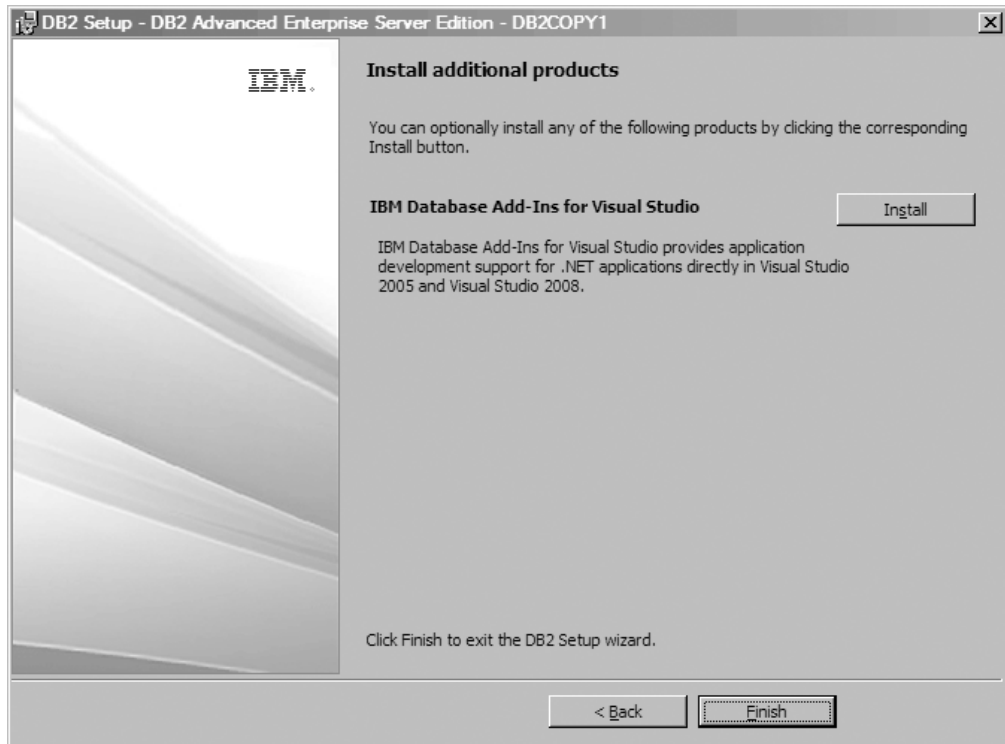 DB2 Setup - DB2 Advanced Enterprise Server Edition - DB2COPY1
IBM.
Install additional products
You can optionally install any of the following products by clicking the corresponding
Install button.
IBM Database Add-Ins for Visual Studio
Install
IBM Database Add-Ins for Visual Studio provides application
development support for .NET applications directly in Visual Studio
2005 and Visual Studio 2008.
Click Finish to exit the DB2 Setup wizard.
< Back
Finish